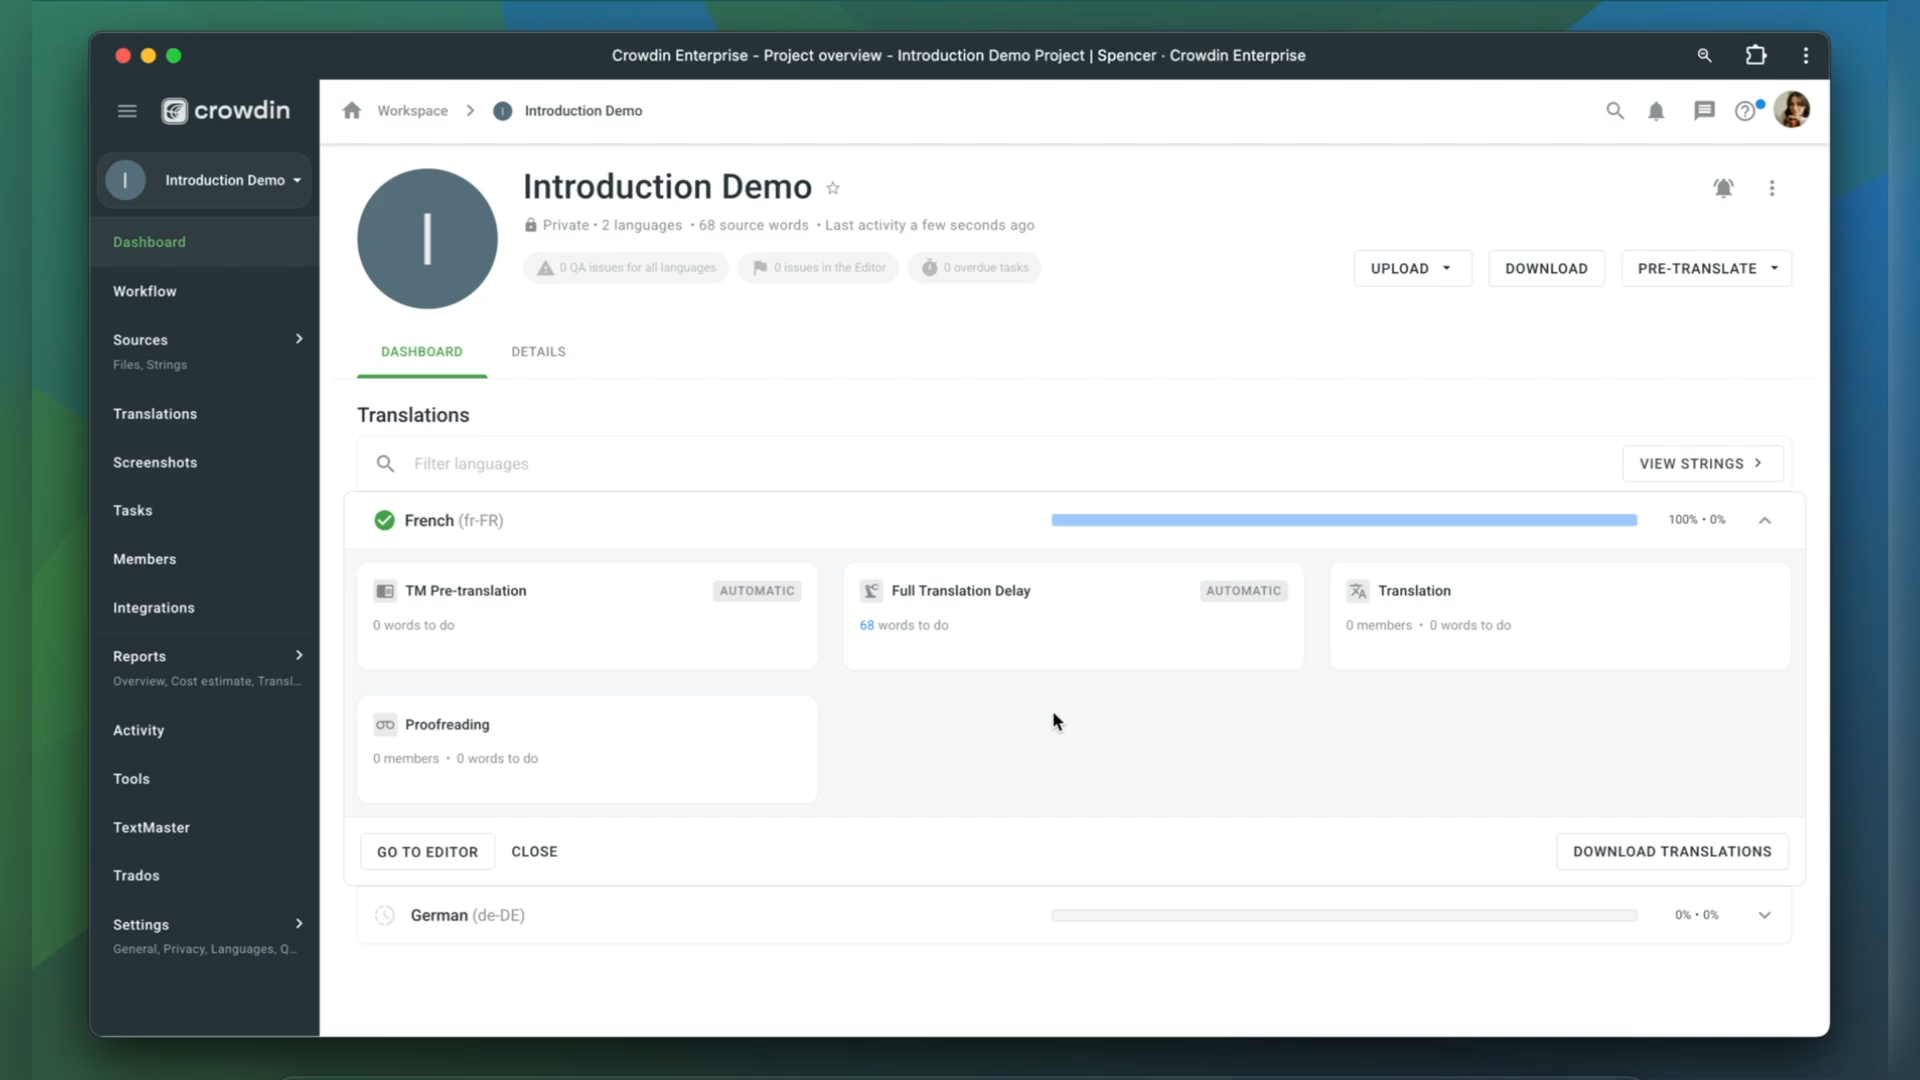 Crowdin Enterprise - Project overview - Introduction Demo Project | Spencer · Crowdin Enterprise
crowdin
Workspace
I
Introduction Demo
I
Introduction Demo
Dashboard
Workflow
Sources
Files, Strings
Translations
Screenshots
Tasks
Members
Integrations
Reports
Overview, Cost estimate, Transl...
Activity
Tools
TextMaster
Trados
Settings
General, Privacy, Languages, Q...
I
Introduction Demo
Private • 2 languages • 68 source words • Last activity a few seconds ago
0 QA issues for all languages
0 issues in the Editor
0 overdue tasks
UPLOAD
DOWNLOAD
PRE-TRANSLATE
DASHBOARD
DETAILS
Translations
Filter languages
VIEW STRINGS
French (fr-FR)
100% • 0%
TM Pre-translation
AUTOMATIC
0 words to do
Full Translation Delay
AUTOMATIC
68 words to do
Translation
0 members • 0 words to do
Proofreading
0 members • 0 words to do
GO TO EDITOR
CLOSE
DOWNLOAD TRANSLATIONS
German (de-DE)
0% • 0%